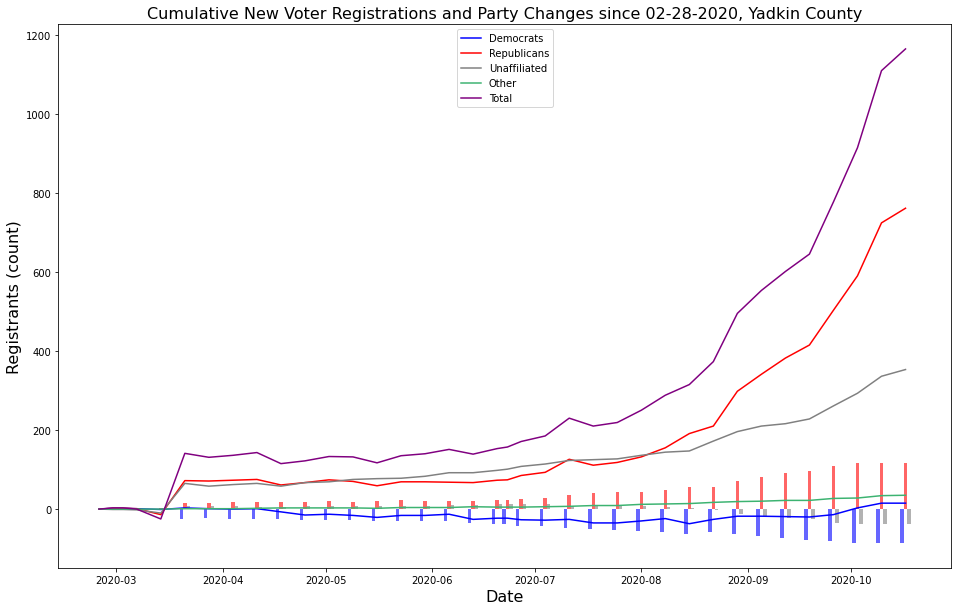 Cumulative New Voter Registrations and Party Changes since 02-28-2020, Yadkin County
Democrats
Republicans
Unaffiliated
Other
Total
Registrants (count)
1200
1000
800
600
400
200
0
2020-03
2020-04
2020-05
2020-06
2020-07
2020-08
2020-09
2020-10
Date